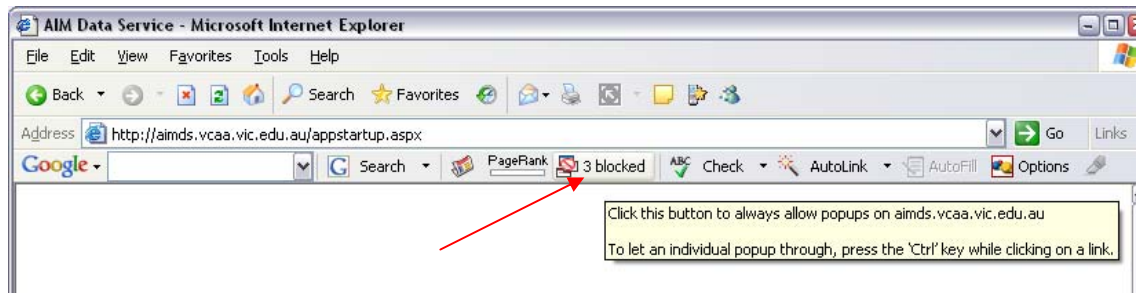 AIM Data Service - Microsoft Internet Explorer
File Edit View Favorites Tools Help
Back Search Favorites
Address http://aimds.vcaa.vic.edu.au/appstartup.aspx Go Links
Google Search PageRank 3 blocked ABC Check AutoLink AutoFill Options
Click this button to always allow popups on aimds.vcaa.vic.edu.au
To let an individual popup through, press the 'Ctrl' key while clicking on a link.